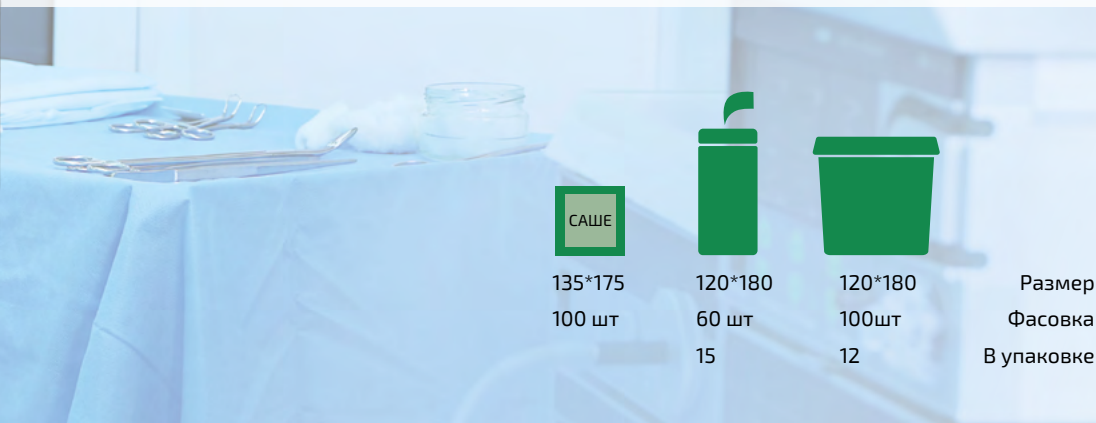 САШЕ
135*175 120*180 120*180 Размер
100 шт 60 шт 100шт Фасовка
15 12 В упаковке